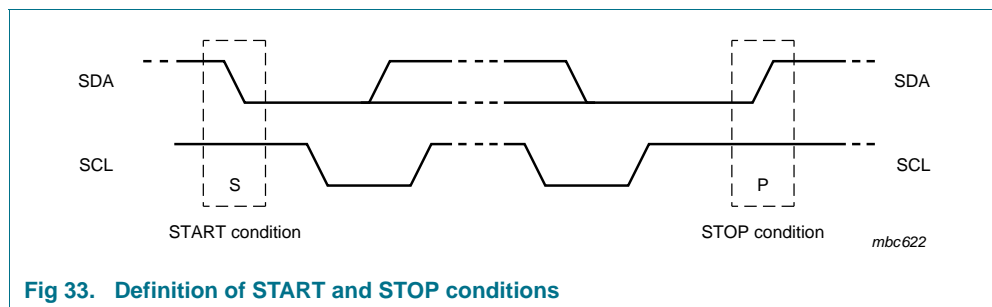 SDA SDA
SCL SCL
S P
START condition STOP condition
mbc622
Fig 33. Definition of START and STOP conditions